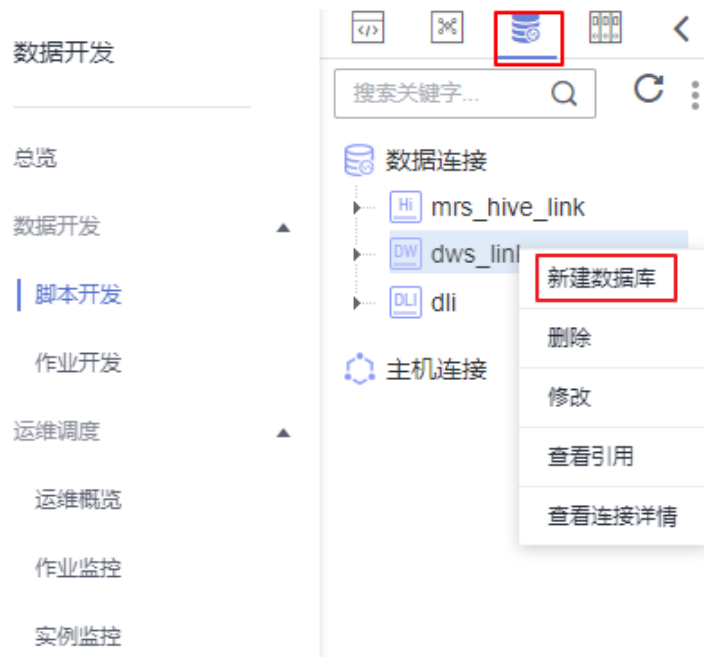 数据开发
总览
数据开发
脚本开发
作业开发
运维调度
运维概览
作业监控
实例监控
</>
搜索关键字...
数据连接
Hi mrs_hive_link
DW dws_lin
DLI dli
主机连接
新建数据库
删除
修改
查看引用
查看连接详情